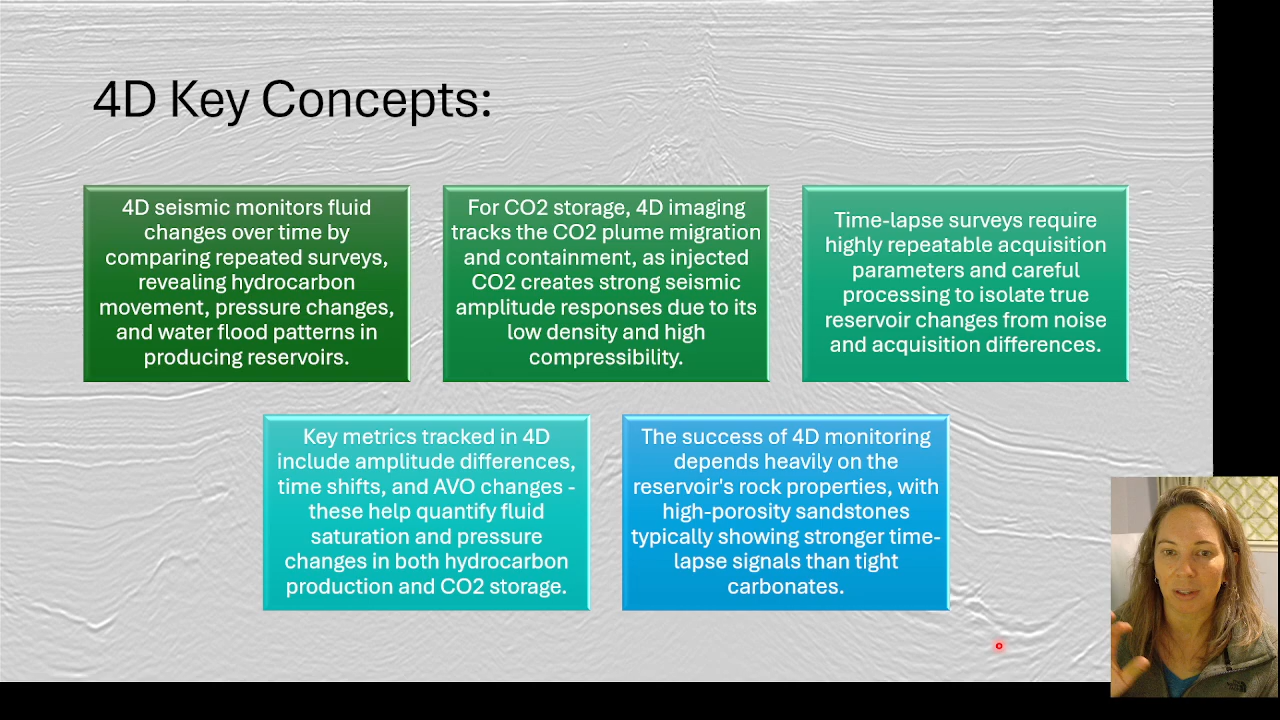 4D Key Concepts:
4D seismic monitors fluid
changes over time by
comparing repeated surveys,
revealing hydrocarbon
movement, pressure changes,
and water flood patterns in
producing reservoirs.
For CO2 storage, 4D imaging
tracks the CO2 plume migration
and containment, as injected
CO2 creates strong seismic
amplitude responses due to its
low density and high
compressibility.
Time-lapse surveys require
highly repeatable acquisition
parameters and careful
processing to isolate true
reservoir changes from noise
and acquisition differences.
Key metrics tracked in 4D
include amplitude differences,
time shifts, and AVO changes -
these help quantify fluid
saturation and pressure
changes in both hydrocarbon
production and CO2 storage.
The success of 4D monitoring
depends heavily on the
reservoir's rock properties, with
high-porosity sandstones
typically showing stronger time-
lapse signals than tight
carbonates.